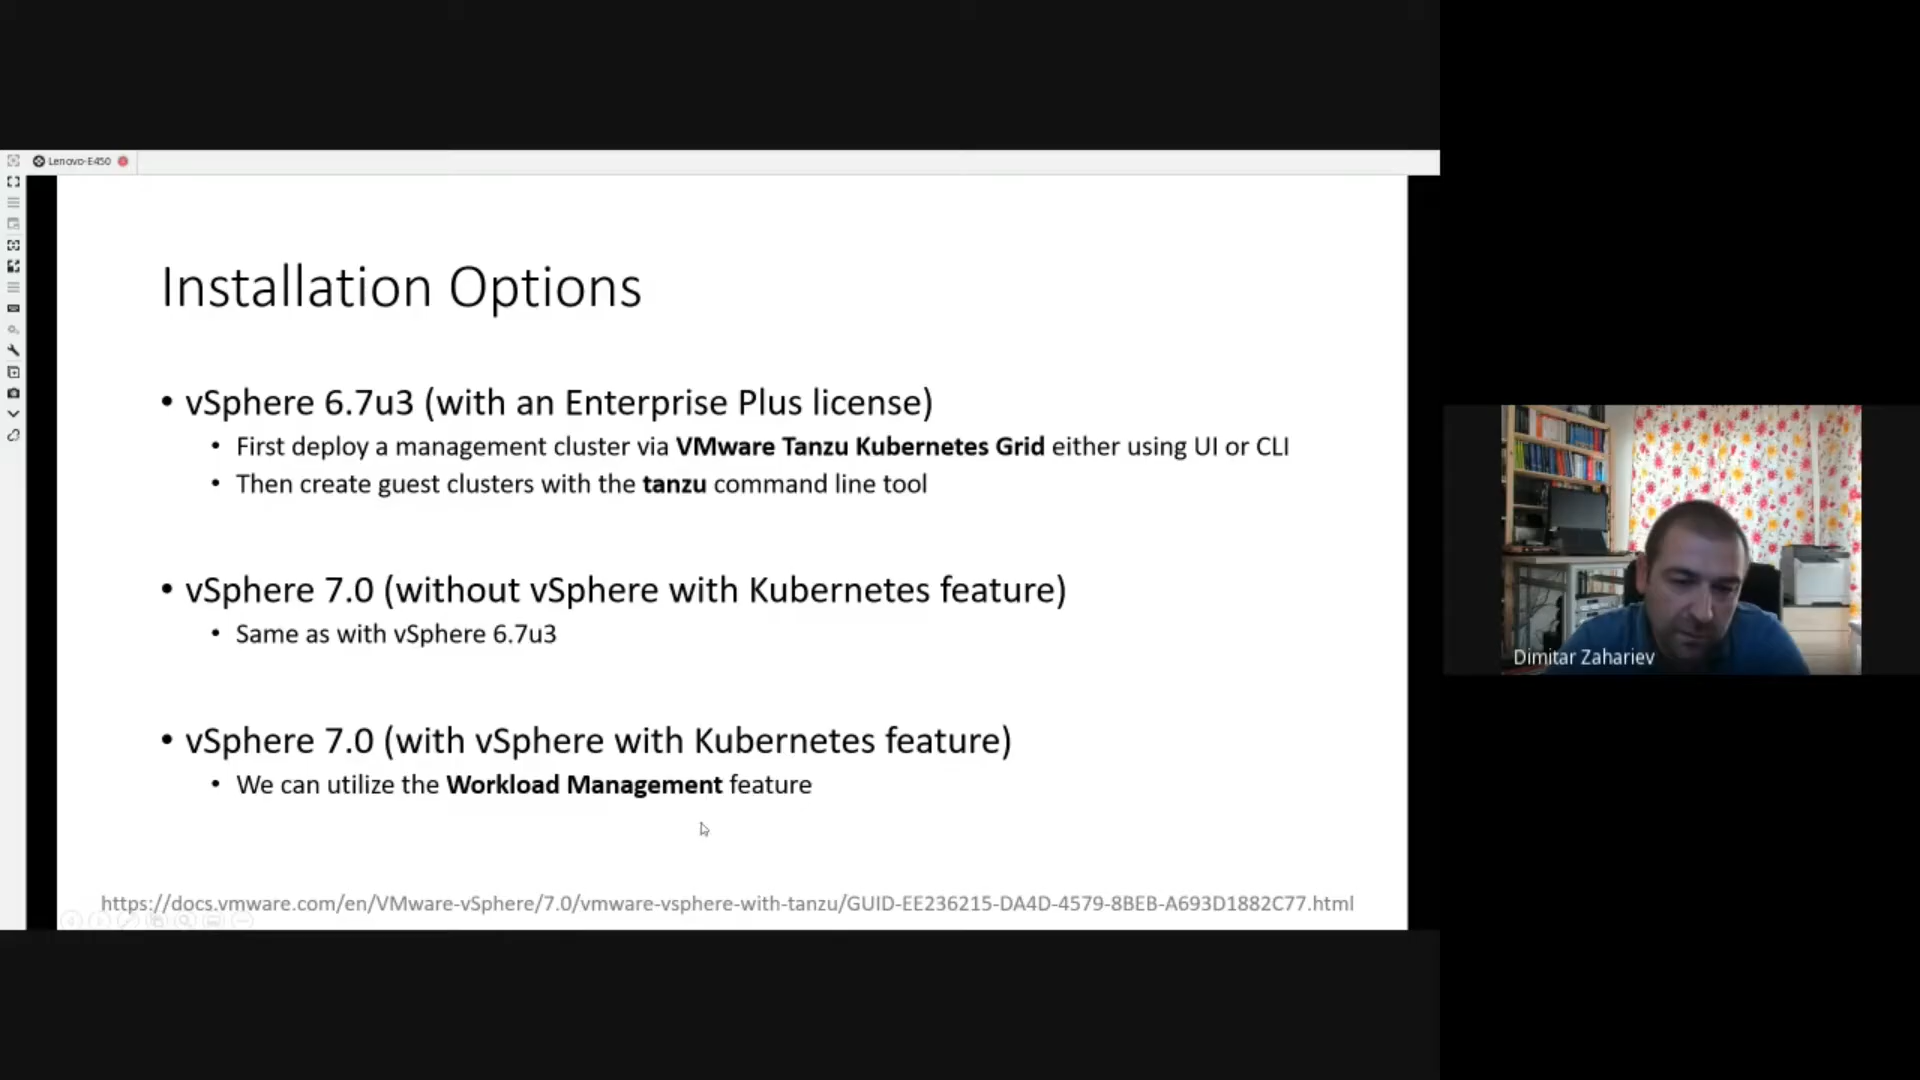 Lenovo-E450
Installation Options
• vSphere 6.7u3 (with an Enterprise Plus license)
• First deploy a management cluster via VMware Tanzu Kubernetes Grid either using UI or CLI
• Then create guest clusters with the tanzu command line tool
• vSphere 7.0 (without vSphere with Kubernetes feature)
• Same as with vSphere 6.7u3
• vSphere 7.0 (with vSphere with Kubernetes feature)
• We can utilize the Workload Management feature
https://docs.vmware.com/en/VMware-vSphere/7.0/vmware-vsphere-with-tanzu/GUID-EE236215-DA4D-4579-8BEB-A693D1882C77.html
Dimitar Zahariev